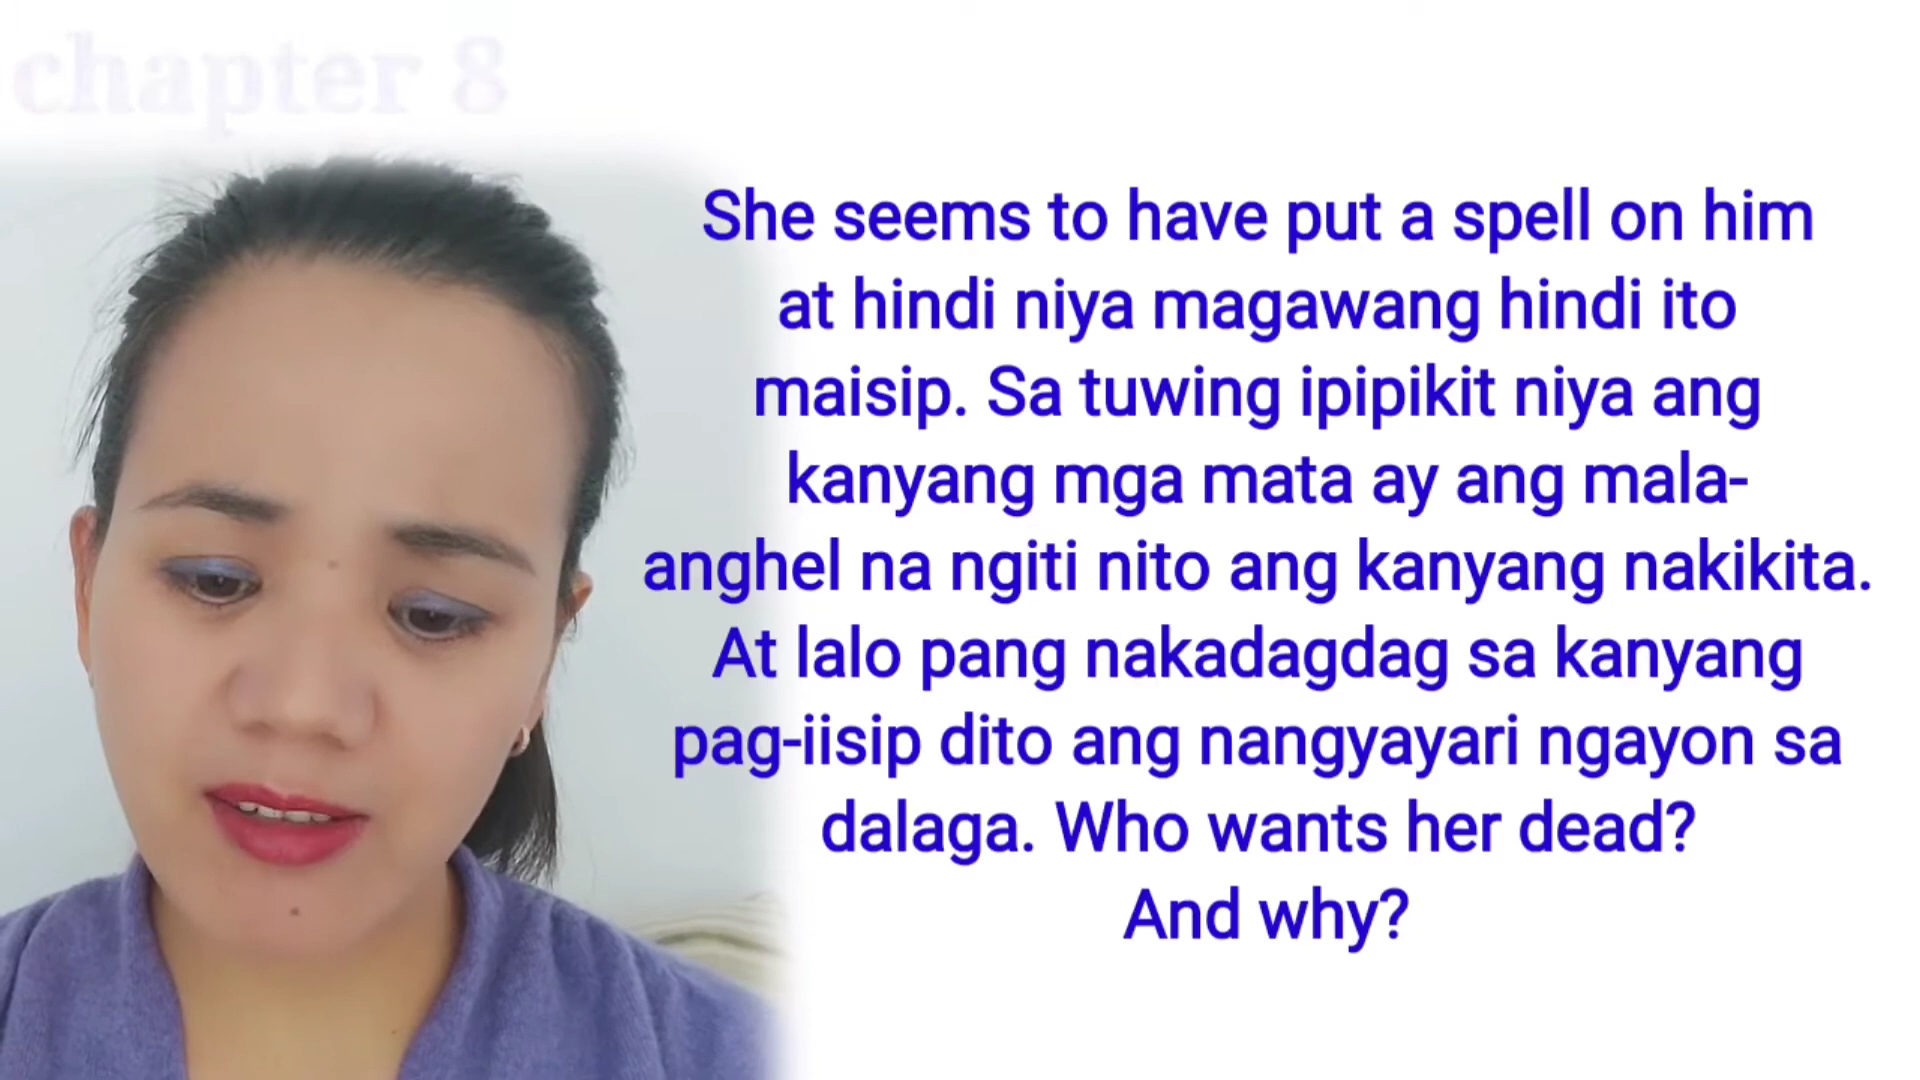 chapter 8
She seems to have put a spell on him
at hindi niya magawang hindi ito
maisip. Sa tuwing ipipikit niya ang
kanyang mga mata ay ang mala-
anghel na ngiti nito ang kanyang nakikita.
At lalo pang nakadagdag sa kanyang
pag-iisip dito ang nangyayari ngayon sa
dalaga. Who wants her dead?
And why?